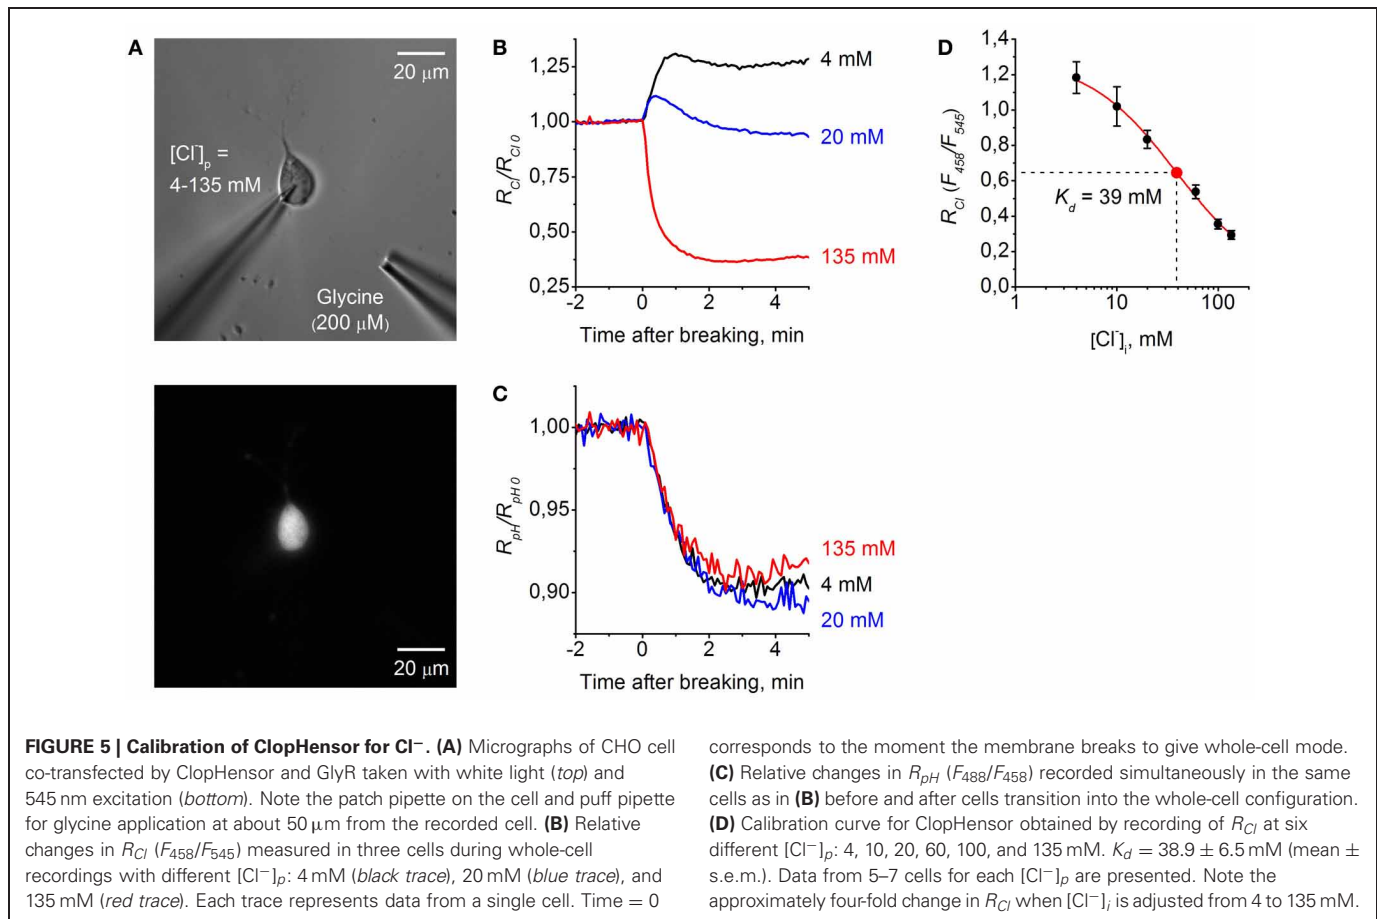 A
20 μm
[Cl-]p =
4-135 mM
Glycine
(200 μM)
20 μm
B
RCl/RCl 0
1,25
1,00
0,75
0,50
0,25
-2
0
2
4
Time after breaking, min
4 mM
20 mM
135 mM
C
RpH/RpH 0
1,00
0,95
0,90
-2
0
2
4
Time after breaking, min
135 mM
4 mM
20 mM
D
RCl (F458/F545)
1,4
1,2
1,0
0,8
0,6
0,4
0,2
0,0
Kd = 39 mM
1
10
100
[Cl-]i, mM
FIGURE 5 | Calibration of ClopHensor for Cl−. (A) Micrographs of CHO cell
co-transfected by ClopHensor and GlyR taken with white light (top) and
545 nm excitation (bottom). Note the patch pipette on the cell and puff pipette
for glycine application at about 50 μm from the recorded cell. (B) Relative
changes in RCl (F458/F545) measured in three cells during whole-cell
recordings with different [Cl−]p: 4 mM (black trace), 20 mM (blue trace), and
135 mM (red trace). Each trace represents data from a single cell. Time = 0
corresponds to the moment the membrane breaks to give whole-cell mode.
(C) Relative changes in RpH (F488/F458) recorded simultaneously in the same
cells as in (B) before and after cells transition into the whole-cell configuration.
(D) Calibration curve for ClopHensor obtained by recording of RCl at six
different [Cl−]p: 4, 10, 20, 60, 100, and 135 mM. Kd = 38.9 ± 6.5 mM (mean ±
s.e.m.). Data from 5–7 cells for each [Cl−]p are presented. Note the
approximately four-fold change in RCl when [Cl−]i is adjusted from 4 to 135 mM.